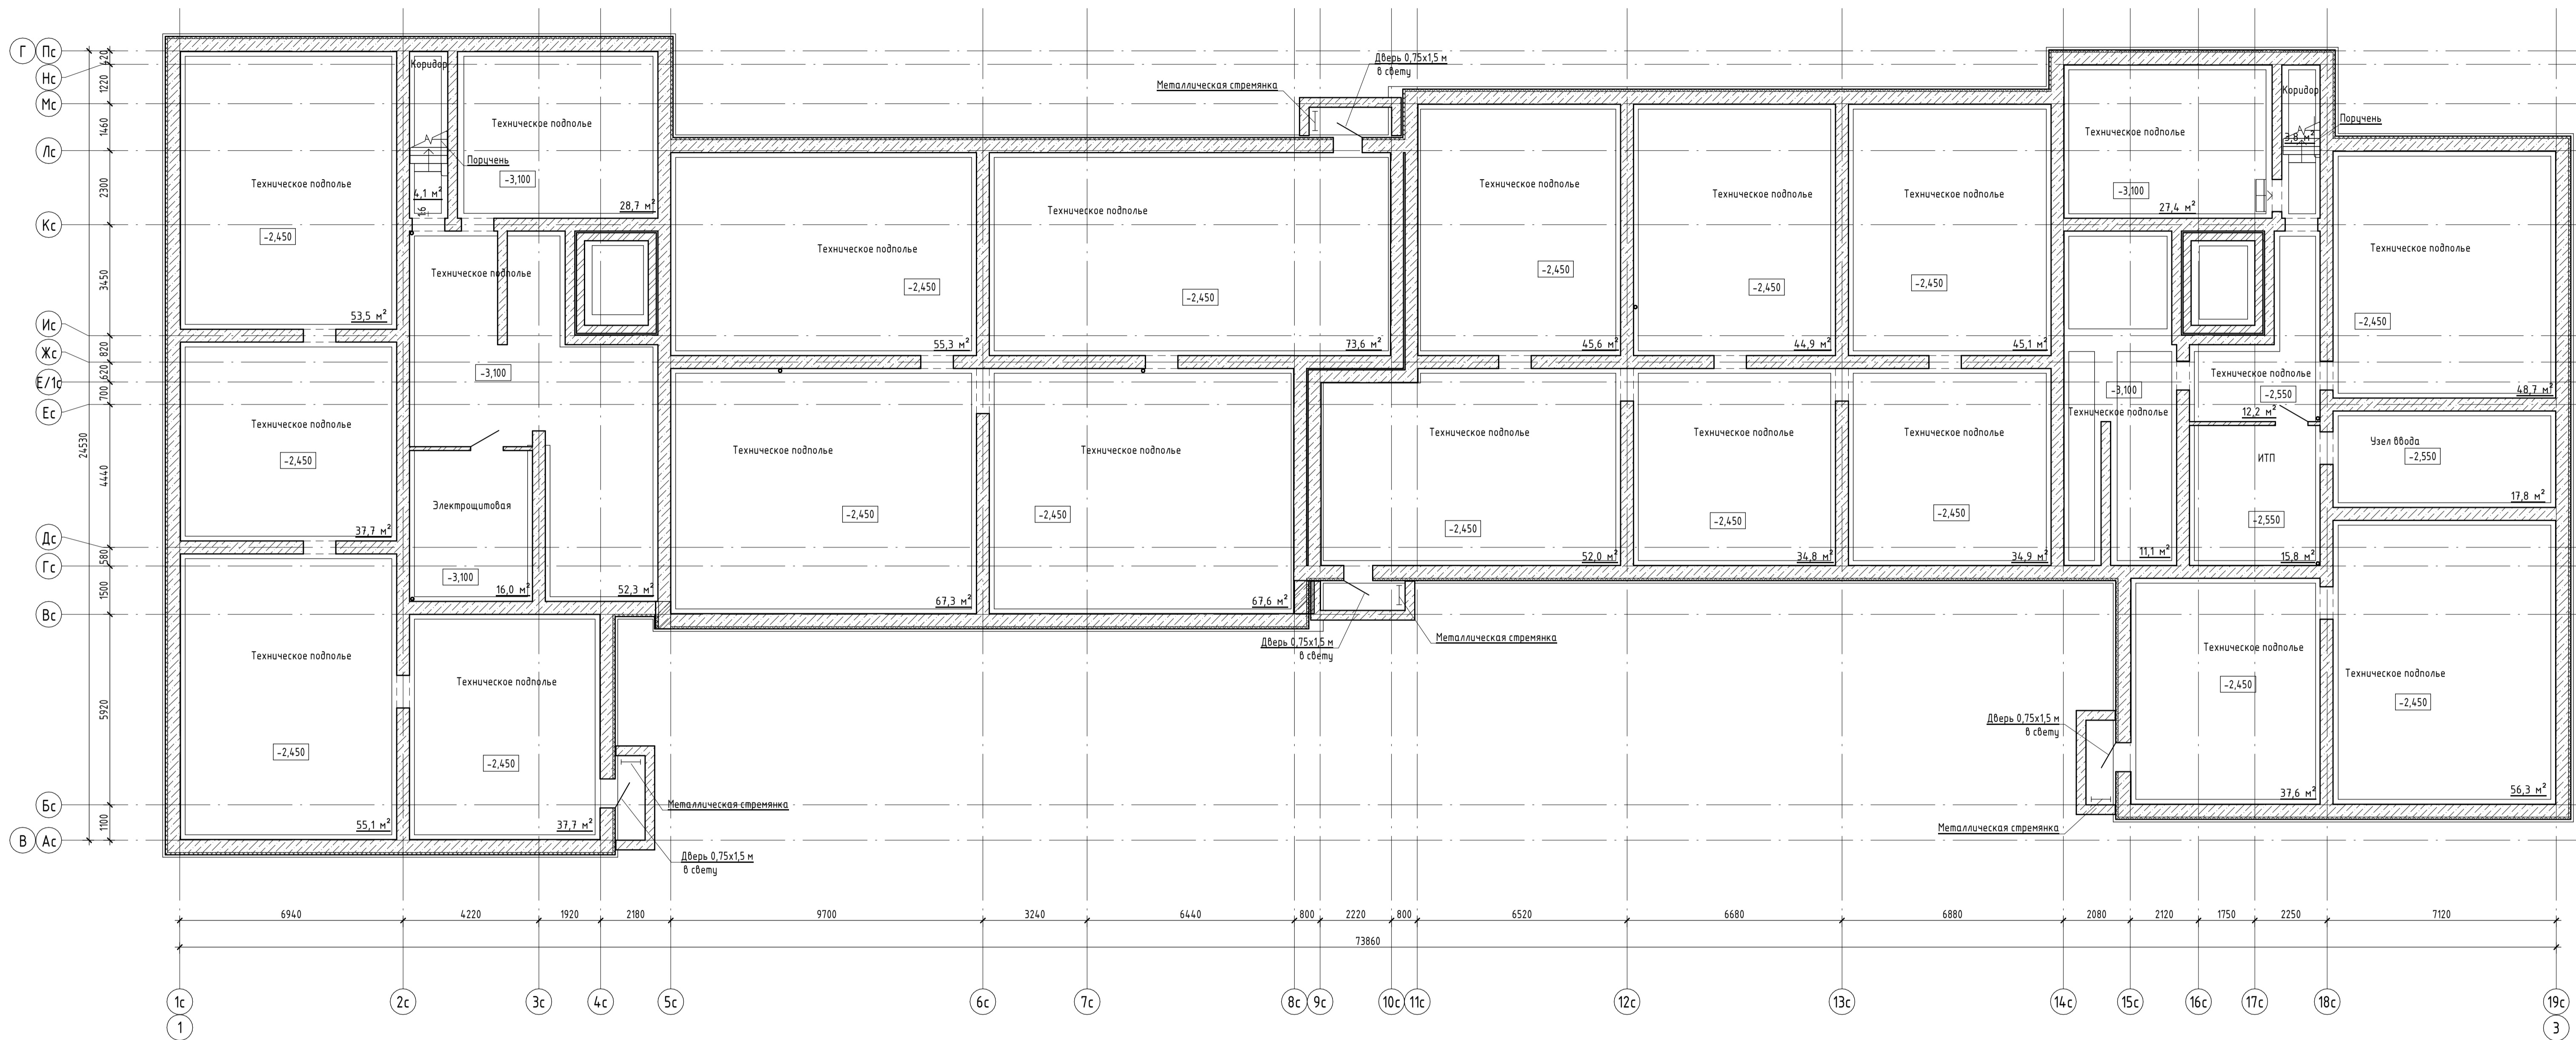 Г Пс
Нс
Мс
Лс
Кс
Ис
Жс
Е/1с
Ес
Дс
Гс
Вс
Бс
В Ас
420
1220
1460
2300
3450
820
620
700
4440
580
1500
5920
1100
24530
Техническое подполье
-2,450
53,5 м²
Коридор
4,1 м²
Поручень
Техническое подполье
-3,100
28,7 м²
Техническое подполье
-3,100
52,3 м²
Техническое подполье
-2,450
37,7 м²
Электрощитовая
-3,100
16,0 м²
Техническое подполье
-2,450
55,1 м²
Техническое подполье
-2,450
37,7 м²
Металлическая стремянка
Дверь 0,75х1,5 м
в свету
Техническое подполье
-2,450
55,3 м²
Техническое подполье
-2,450
73,6 м²
Техническое подполье
-2,450
67,3 м²
Техническое подполье
-2,450
67,6 м²
Металлическая стремянка
Дверь 0,75х1,5 м
в свету
Техническое подполье
-2,450
45,6 м²
Техническое подполье
-2,450
44,9 м²
Техническое подполье
-2,450
45,1 м²
Техническое подполье
-2,450
52,0 м²
Техническое подполье
-2,450
34,8 м²
Техническое подполье
-2,450
34,9 м²
Дверь 0,75х1,5 м
в свету
Металлическая стремянка
Техническое подполье
-3,100
27,4 м²
Коридор
3,8 м²
Поручень
Техническое подполье
-2,450
48,7 м²
-3,100
Техническое подполье
11,1 м²
Техническое подполье
-2,550
12,2 м²
ИТП
-2,550
15,8 м²
Узел ввода
-2,550
17,8 м²
Техническое подполье
-2,450
37,6 м²
Техническое подполье
-2,450
56,3 м²
Дверь 0,75х1,5 м
в свету
Металлическая стремянка
6940 4220 1920 2180 9700 3240 6440 800 2220 800 6520 6680 6880 2080 2120 1750 2250 7120
73860
1с 2с 3с 4с 5с 6с 7с 8с 9с 10с 11с 12с 13с 14с 15с 16с 17с 18с 19с
1 3